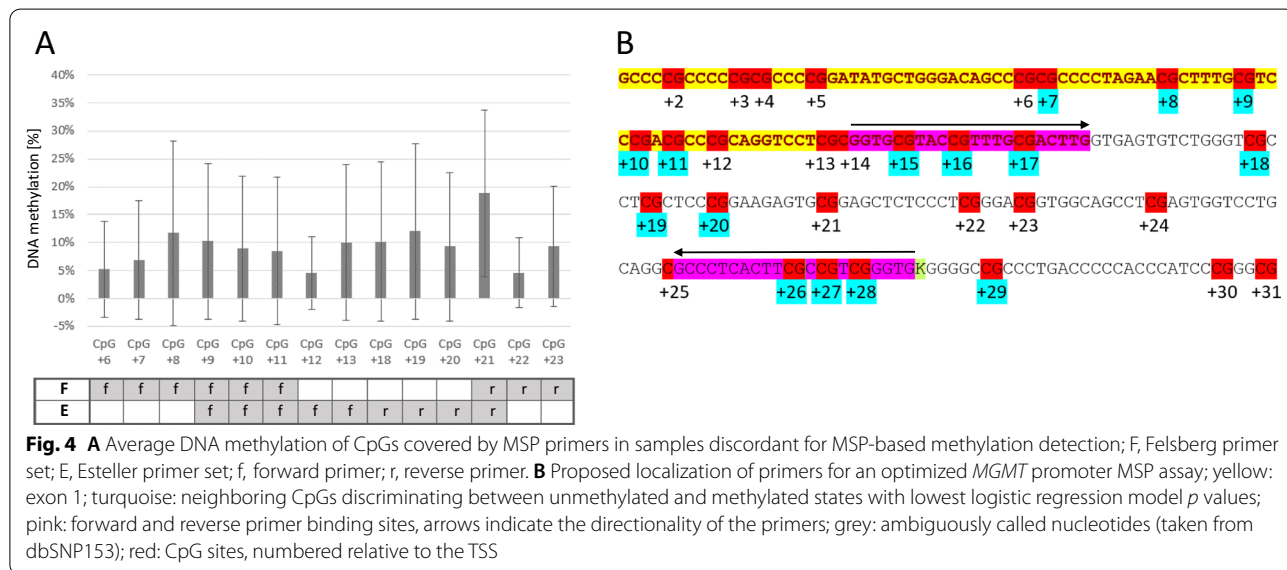 A
40%
35%
30%
25%
20%
15%
10%
5%
0%
-5%
DNA methylation [%]
CpG CpG CpG CpG CpG CpG CpG CpG CpG CpG CpG CpG CpG CpG
+6 +7 +8 +9 +10 +11 +12 +13 +18 +19 +20 +21 +22 +23
F f f f f f f r r r
E f f f f f r r r r
B
GCCCCGCCCCCGCGCCCCGGATATGCTGGGACAGCCCGCGCCCCTAGAACGCTTTGCGTC
+2 +3 +4 +5 +6 +7 +8 +9
CCGACGCCCGCAGGTCCTCGCGGTGCGTACCGTTTGCGACTTGGTGAGTGTCTGGGTCGC
+10 +11 +12 +13 +14 +15 +16 +17 +18
CTCGCTCCCGGAAGAGTGCGGAGCTCTCCCTCGGGACGGTGGCAGCCTCGAGTGGTCCTG
+19 +20 +21 +22 +23 +24
CAGGCGCCCTCACTTCGCCGTCGGGTGKGGGGCCGCCCTGACCCCCACCCATCCCGGGCG
+25 +26 +27 +28 +29 +30 +31
Fig. 4 A Average DNA methylation of CpGs covered by MSP primers in samples discordant for MSP-based methylation detection; F, Felsberg primer
set; E, Esteller primer set; f, forward primer; r, reverse primer. B Proposed localization of primers for an optimized MGMT promoter MSP assay; yellow:
exon 1; turquoise: neighboring CpGs discriminating between unmethylated and methylated states with lowest logistic regression model p values;
pink: forward and reverse primer binding sites, arrows indicate the directionality of the primers; grey: ambiguously called nucleotides (taken from
dbSNP153); red: CpG sites, numbered relative to the TSS